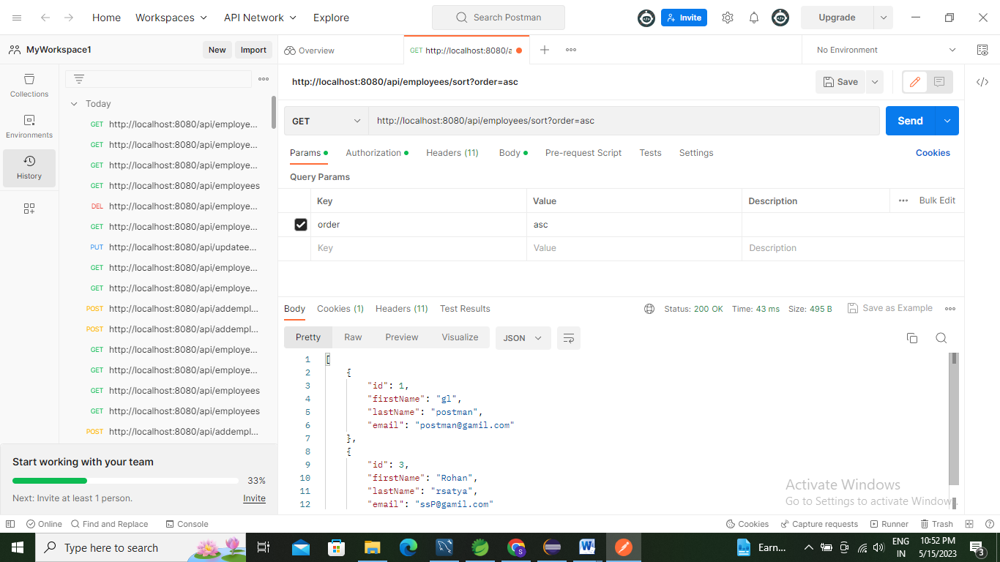 Home Workspaces API Network Explore Search Postman Invite Upgrade
MyWorkspace1 New Import
Overview GET http://localhost:8080/a No Environment
Collections
Environments
History
Today
GET http://localhost:8080/api/employe...
GET http://localhost:8080/api/employe...
GET http://localhost:8080/api/employe...
GET http://localhost:8080/api/employees
DEL http://localhost:8080/api/employe...
GET http://localhost:8080/api/employe...
PUT http://localhost:8080/api/updatee...
GET http://localhost:8080/api/employe...
GET http://localhost:8080/api/employe...
POST http://localhost:8080/api/addempl...
POST http://localhost:8080/api/addempl...
GET http://localhost:8080/api/employe...
GET http://localhost:8080/api/employe...
GET http://localhost:8080/api/employees
GET http://localhost:8080/api/employees
POST http://localhost:8080/api/addempl...
Start working with your team
33%
Next: Invite at least 1 person. Invite
http://localhost:8080/api/employees/sort?order=asc Save
GET http://localhost:8080/api/employees/sort?order=asc Send
Params Authorization Headers (11) Body Pre-request Script Tests Settings Cookies
Query Params
Key Value Description Bulk Edit
order asc
Key Value Description
Body Cookies (1) Headers (11) Test Results Status: 200 OK Time: 43 ms Size: 495 B Save as Example
Pretty Raw Preview Visualize JSON
1 [
2 {
3 "id": 1,
4 "firstName": "gl",
5 "lastName": "postman",
6 "email": "postman@gamil.com"
7 },
8 {
9 "id": 3,
10 "firstName": "Rohan",
11 "lastName": "rsatya",
12 "email": "ssP@gamil.com"
Activate Windows
Go to Settings to activate Windows.
Online Find and Replace Console Cookies Capture requests Runner Trash
Type here to search Earn... ENG IN 10:52 PM 5/15/2023 3